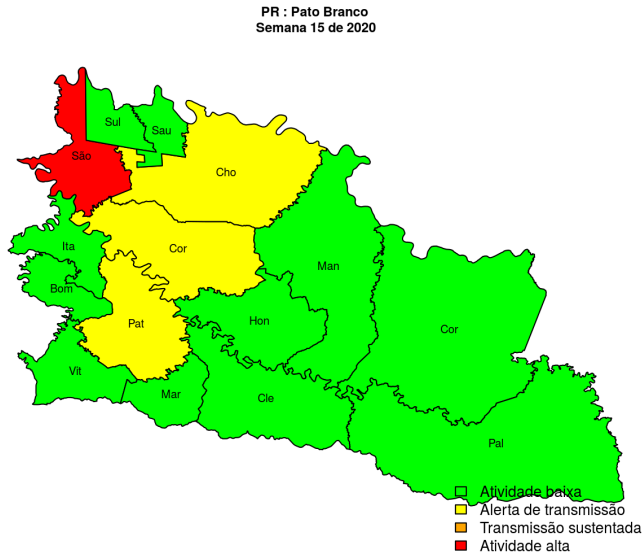 PR : Pato Branco
Semana 15 de 2020
Sul
Sau
São
Cho
Ita
Cor
Man
Bom
Pat
Hon
Cor
Vit
Mar
Cle
Pal
Atividade baixa
Alerta de transmissão
Transmissão sustentada
Atividade alta